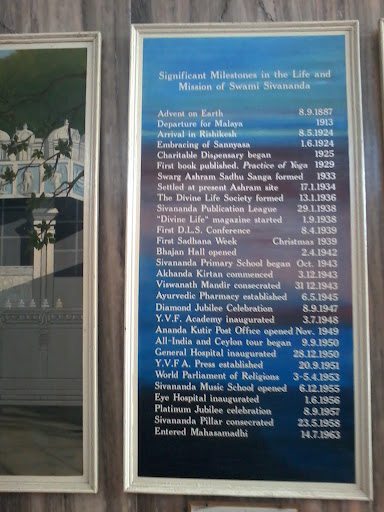 Significant Milestones in the Life and
Mission of Swami Sivananda
Advent on Earth 8.9.1887
Departure for Malaya 1913
Arrival in Rishikesh 8.5.1924
Embracing of Sannyasa 1.6.1924
Charitable Dispensary began 1925
First book published. Practice of Yoga 1929
Swarg Ashram Sadhu Sanga formed 1933
Settled at present Ashram site 17.1.1934
The Divine Life Society formed 13.1.1936
Sivananda Publication League 29.1.1938
"Divine Life" magazine started 1.9.1938
First D.L.S. Conference 8.4.1939
First Sadhana Week Christmas 1939
Bhajan Hall opened 2.4.1942
Sivananda Primary School began Oct. 1943
Akhanda Kirtan commenced 3.12.1943
Viswanath Mandir consecrated 31.12.1943
Ayurvedic Pharmacy established 6.5.1945
Diamond Jubilee Celebration 8.9.1947
Y.V.F. Academy inaugurated 3.7.1948
Ananda Kutir Post Office opened Nov. 1949
All-India and Ceylon tour began 9.9.1950
General Hospital inaugurated 28.12.1950
Y.V.F A. Press established 20.9.1951
World Parliament of Religions 3-5.4.1953
Sivananda Music School opened 6.12.1955
Eye Hospital inaugurated 1.6.1956
Platinum Jubilee celebration 8.9.1957
Sivananda Pillar consecrated 23.5.1958
Entered Mahasamadhi 14.7.1963